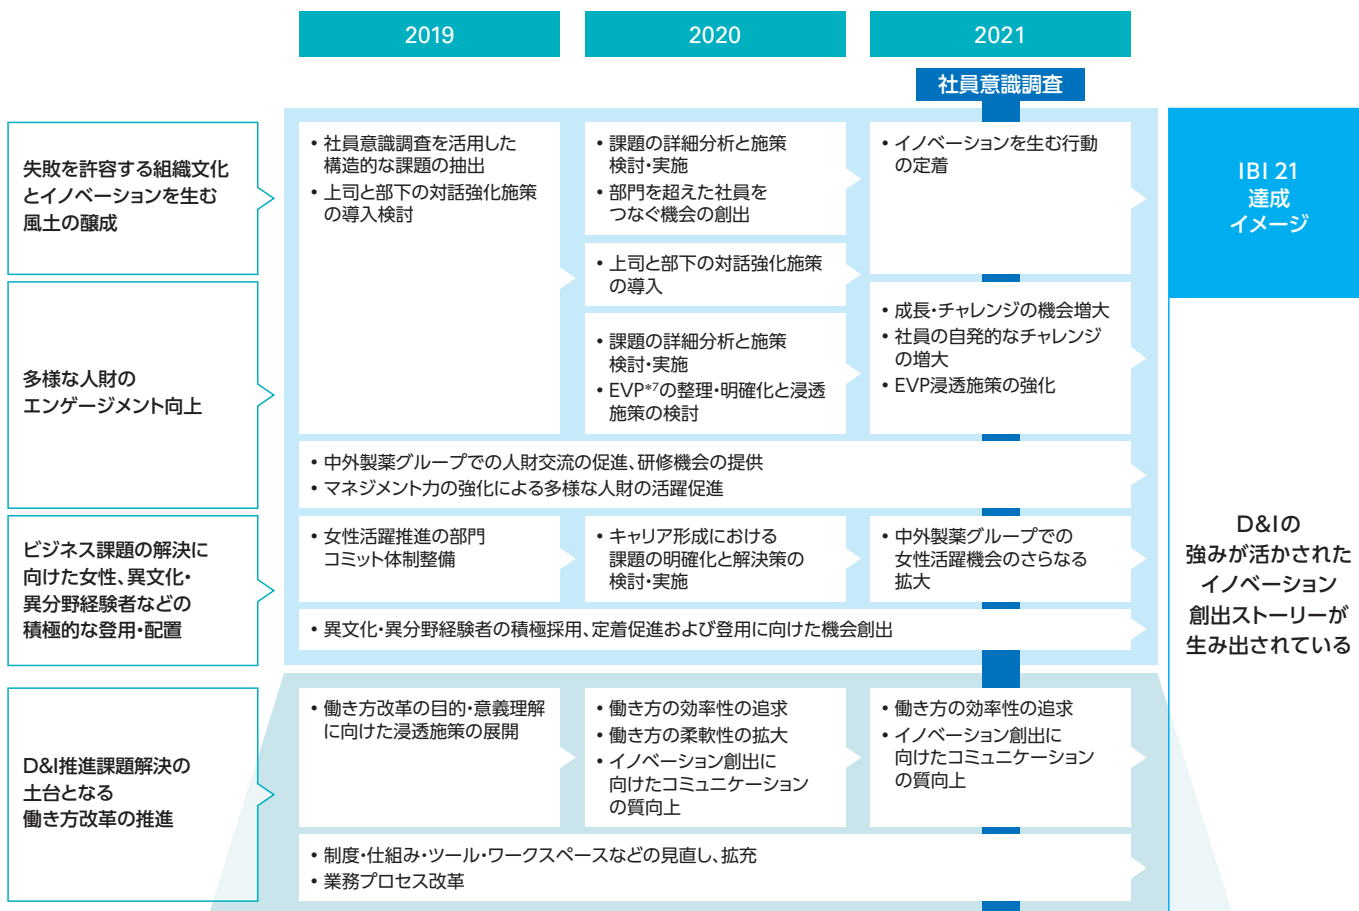 2019
2020
2021
社員意識調査
失敗を許容する組織文化
とイノベーションを生む
風土の醸成
• 社員意識調査を活用した
構造的な課題の抽出
• 上司と部下の対話強化施策
の導入検討
• 課題の詳細分析と施策
検討・実施
• 部門を超えた社員を
つなぐ機会の創出
• 上司と部下の対話強化施策
の導入
• イノベーションを生む行動
の定着
IBI 21
達成
イメージ
多様な人財の
エンゲージメント向上
• 課題の詳細分析と施策
検討・実施
• EVP*7の整理・明確化と浸透
施策の検討
• 成長・チャレンジの機会増大
• 社員の自発的なチャレンジ
の増大
• EVP浸透施策の強化
• 中外製薬グループでの人財交流の促進、研修機会の提供
• マネジメント力の強化による多様な人財の活躍促進
ビジネス課題の解決に
向けた女性、異文化・
異分野経験者などの
積極的な登用・配置
• 女性活躍推進の部門
コミット体制整備
• キャリア形成における
課題の明確化と解決策の
検討・実施
• 中外製薬グループでの
女性活躍機会のさらなる
拡大
• 異文化・異分野経験者の積極採用、定着促進および登用に向けた機会創出
D&Iの
強みが活かされた
イノベーション
創出ストーリーが
生み出されている
D&I推進課題解決の
土台となる
働き方改革の推進
• 働き方改革の目的・意義理解
に向けた浸透施策の展開
• 働き方の効率性の追求
• 働き方の柔軟性の拡大
• イノベーション創出に
向けたコミュニケーション
の質向上
• 働き方の効率性の追求
• イノベーション創出に
向けたコミュニケーション
の質向上
• 制度・仕組み・ツール・ワークスペースなどの見直し、拡充
• 業務プロセス改革